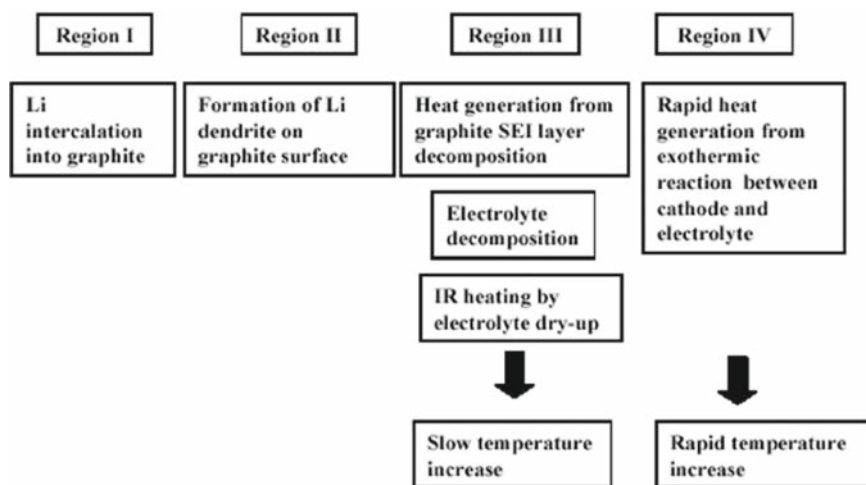 Region I
Region II
Region III
Region IV
Li
intercalation
into graphite
Formation of Li
dendrite on
graphite surface
Heat generation from
graphite SEI layer
decomposition
Rapid heat
generation from
exothermic
reaction between
cathode and
electrolyte
Electrolyte
decomposition
IR heating by
electrolyte dry-up
Slow temperature
increase
Rapid temperature
increase